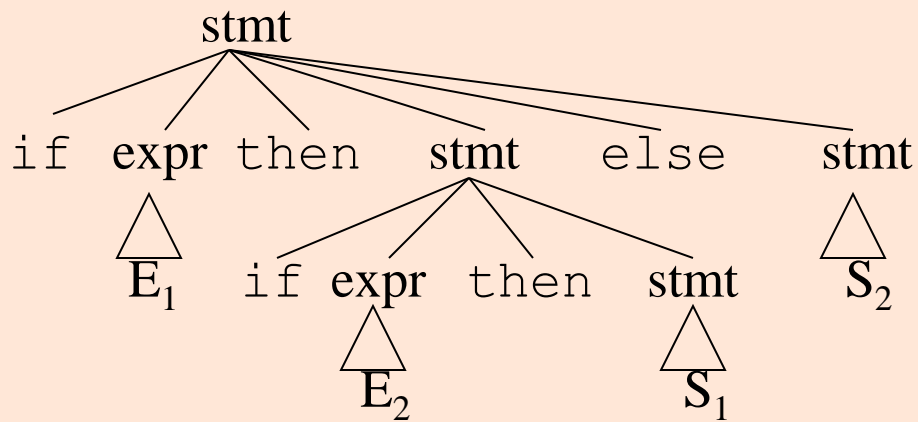 stmt
if expr then stmt else stmt
E₁ if expr then stmt S₂
E₂ S₁